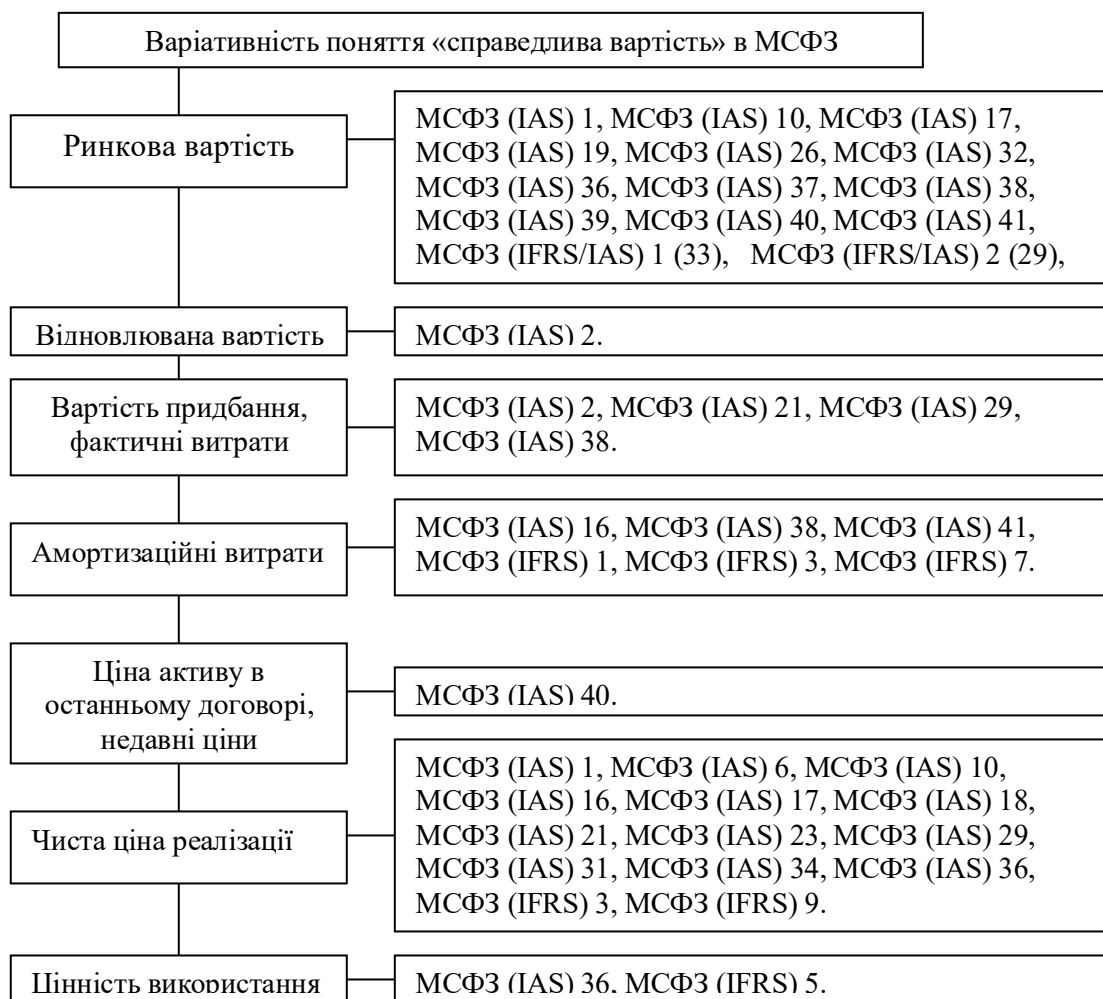 Варіативність поняття «справедлива вартість» в МСФЗ
Ринкова вартість
МСФЗ (IAS) 1, МСФЗ (IAS) 10, МСФЗ (IAS) 17,
МСФЗ (IAS) 19, МСФЗ (IAS) 26, МСФЗ (IAS) 32,
МСФЗ (IAS) 36, МСФЗ (IAS) 37, МСФЗ (IAS) 38,
МСФЗ (IAS) 39, МСФЗ (IAS) 40, МСФЗ (IAS) 41,
МСФЗ (IFRS/IAS) 1 (33), МСФЗ (IFRS/IAS) 2 (29),
Відновлювана вартість
МСФЗ (IAS) 2.
Вартість придбання,
фактичні витрати
МСФЗ (IAS) 2, МСФЗ (IAS) 21, МСФЗ (IAS) 29,
МСФЗ (IAS) 38.
Амортизаційні витрати
МСФЗ (IAS) 16, МСФЗ (IAS) 38, МСФЗ (IAS) 41,
МСФЗ (IFRS) 1, МСФЗ (IFRS) 3, МСФЗ (IFRS) 7.
Ціна активу в
останньому договорі,
недавні ціни
МСФЗ (IAS) 40.
Чиста ціна реалізації
МСФЗ (IAS) 1, МСФЗ (IAS) 6, МСФЗ (IAS) 10,
МСФЗ (IAS) 16, МСФЗ (IAS) 17, МСФЗ (IAS) 18,
МСФЗ (IAS) 21, МСФЗ (IAS) 23, МСФЗ (IAS) 29,
МСФЗ (IAS) 31, МСФЗ (IAS) 34, МСФЗ (IAS) 36,
МСФЗ (IFRS) 3, МСФЗ (IFRS) 9.
Цінність використання
МСФЗ (IAS) 36, МСФЗ (IFRS) 5.